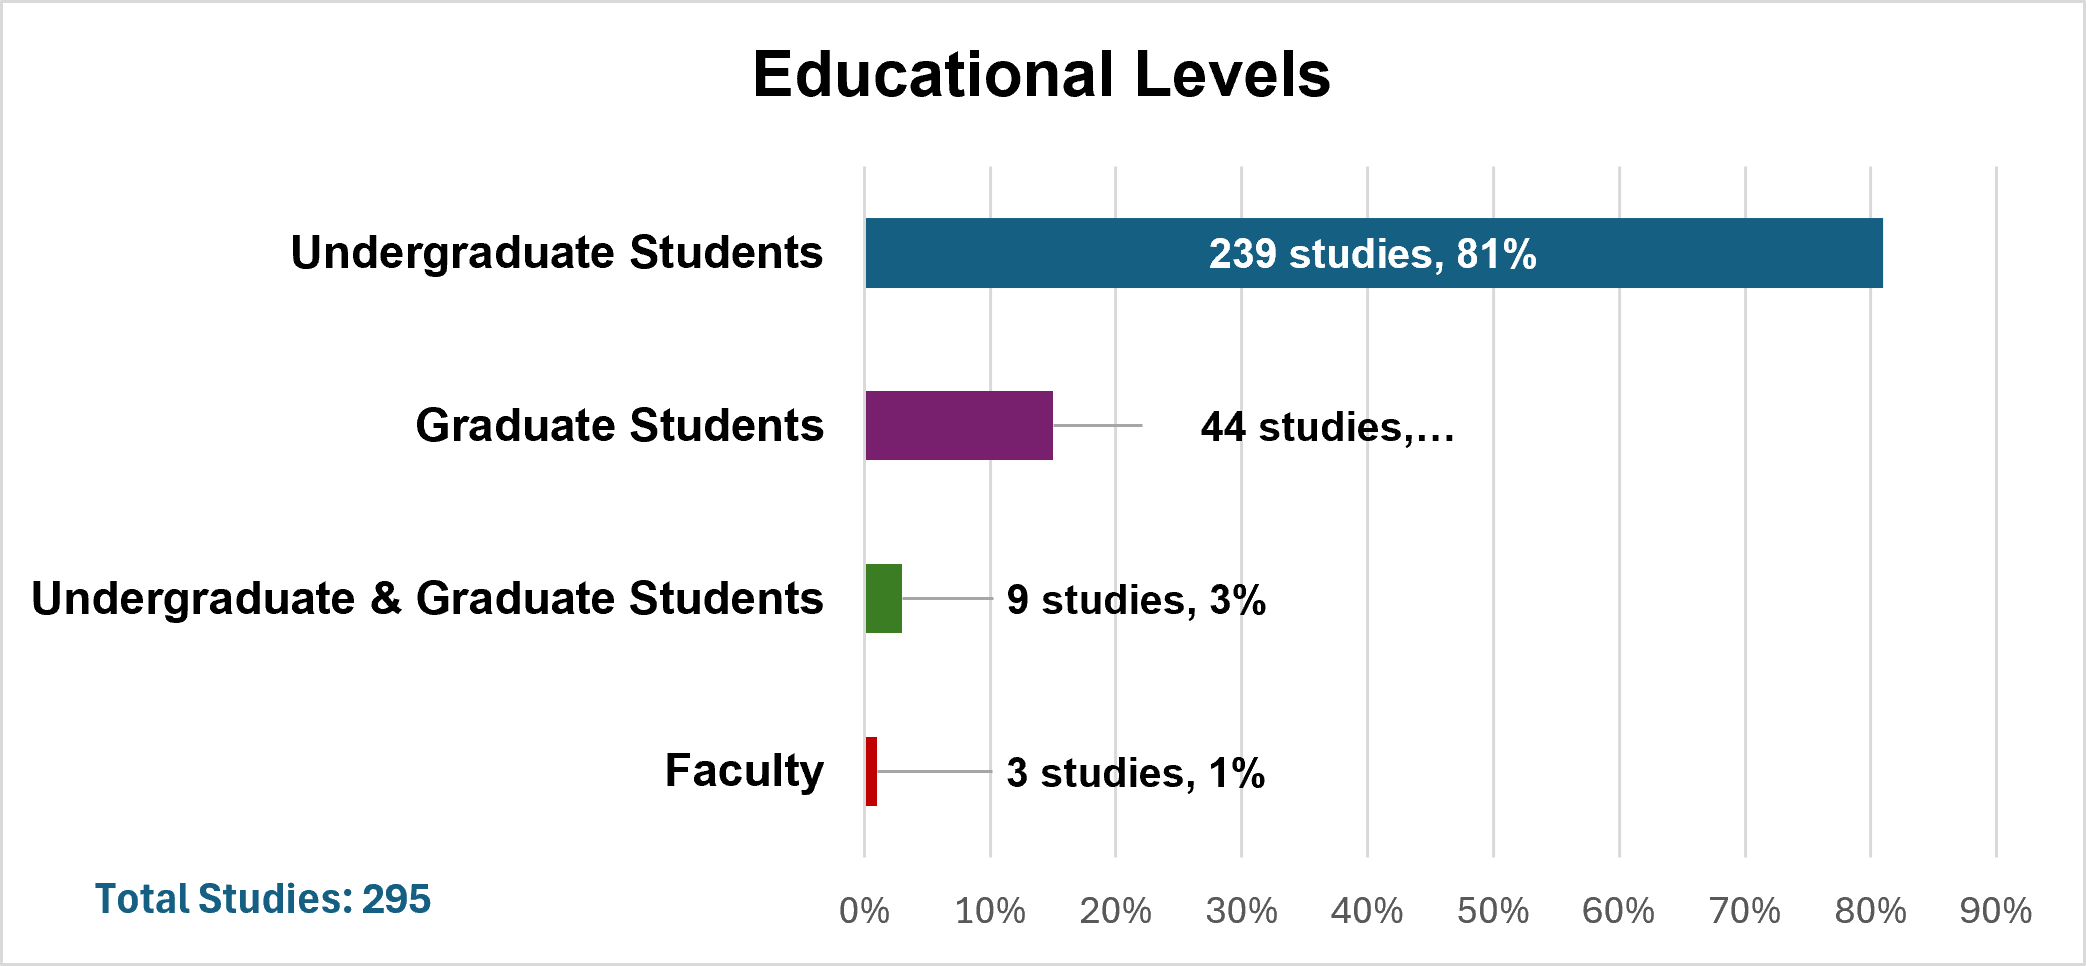 Educational Levels
Undergraduate Students
239 studies, 81%
Graduate Students
44 studies,…
Undergraduate & Graduate Students
9 studies, 3%
Faculty
3 studies, 1%
Total Studies: 295
0% 10% 20% 30% 40% 50% 60% 70% 80% 90%